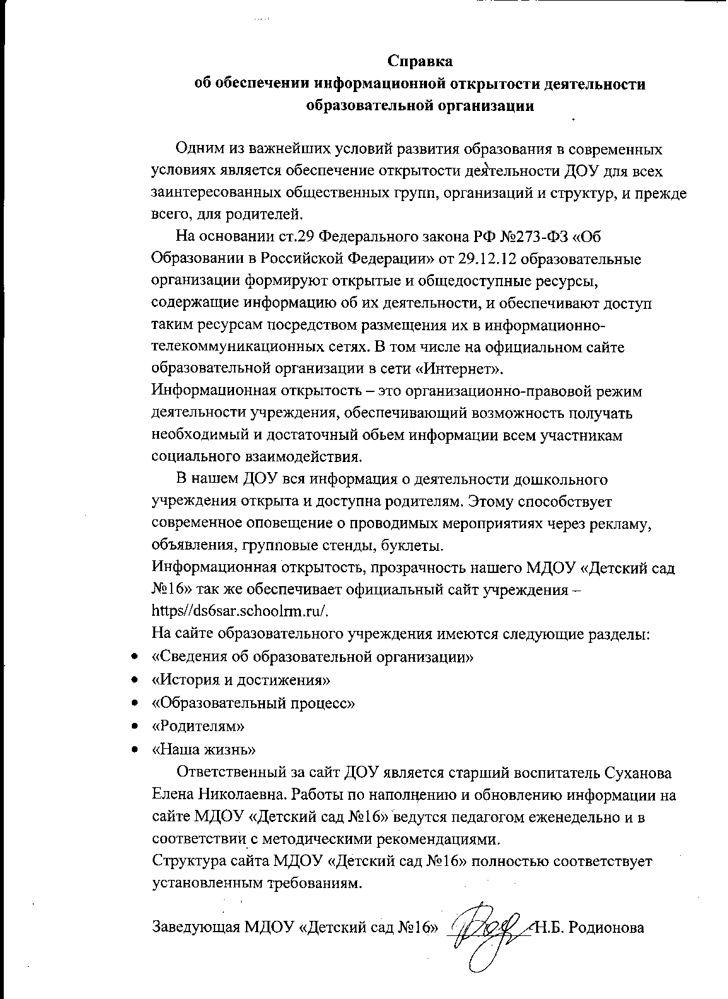 Справка
об обеспечении информационной открытости деятельности
образовательной организации
Одним из важнейших условий развития образования в современных
условиях является обеспечение открытости деятельности ДОУ для всех
заинтересованных общественных групп, организаций и структур, и прежде
всего, для родителей.
На основании ст.29 Федерального закона РФ №273-ФЗ «Об
Образовании в Российской Федерации» от 29.12.12 образовательные
организации формируют открытые и общедоступные ресурсы,
содержащие информацию об их деятельности, и обеспечивают доступ
таким ресурсам посредством размещения их в информационно-
телекоммуникационных сетях. В том числе на официальном сайте
образовательной организации в сети «Интернет».
Информационная открытость – это организационно-правовой режим
деятельности учреждения, обеспечивающий возможность получать
необходимый и достаточный обьем информации всем участникам
социального взаимодействия.
В нашем ДОУ вся информация о деятельности дошкольного
учреждения открыта и доступна родителям. Этому способствует
современное оповещение о проводимых мероприятиях через рекламу,
объявления, групповые стенды, буклеты.
Информационная открытость, прозрачность нашего МДОУ «Детский сад
№16» так же обеспечивает официальный сайт учреждения –
https//ds6sar.schoolrm.ru/.
На сайте образовательного учреждения имеются следующие разделы:
• «Сведения об образовательной организации»
• «История и достижения»
• «Образовательный процесс»
• «Родителям»
• «Наша жизнь»
Ответственный за сайт ДОУ является старший воспитатель Суханова
Елена Николаевна. Работы по наполнению и обновлению информации на
сайте МДОУ «Детский сад №16» ведутся педагогом еженедельно и в
соответствии с методическими рекомендациями.
Структура сайта МДОУ «Детский сад №16» полностью соответствует
установленным требованиям.
Заведующая МДОУ «Детский сад №16» Н.Б. Родионова